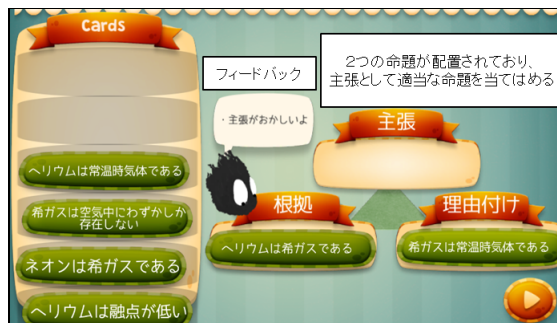 Cards
ヘリウムは常温時気体である
希ガスは空気中にわずかしか
存在しない
ネオンは希ガスである
ヘリウムは融点が低い
フィードバック
・主張がおかしいよ
2つの命題が配置されており、
主張として適当な命題を当てはめる
主張
根拠
ヘリウムは希ガスである
理由付け
希ガスは常温時気体である